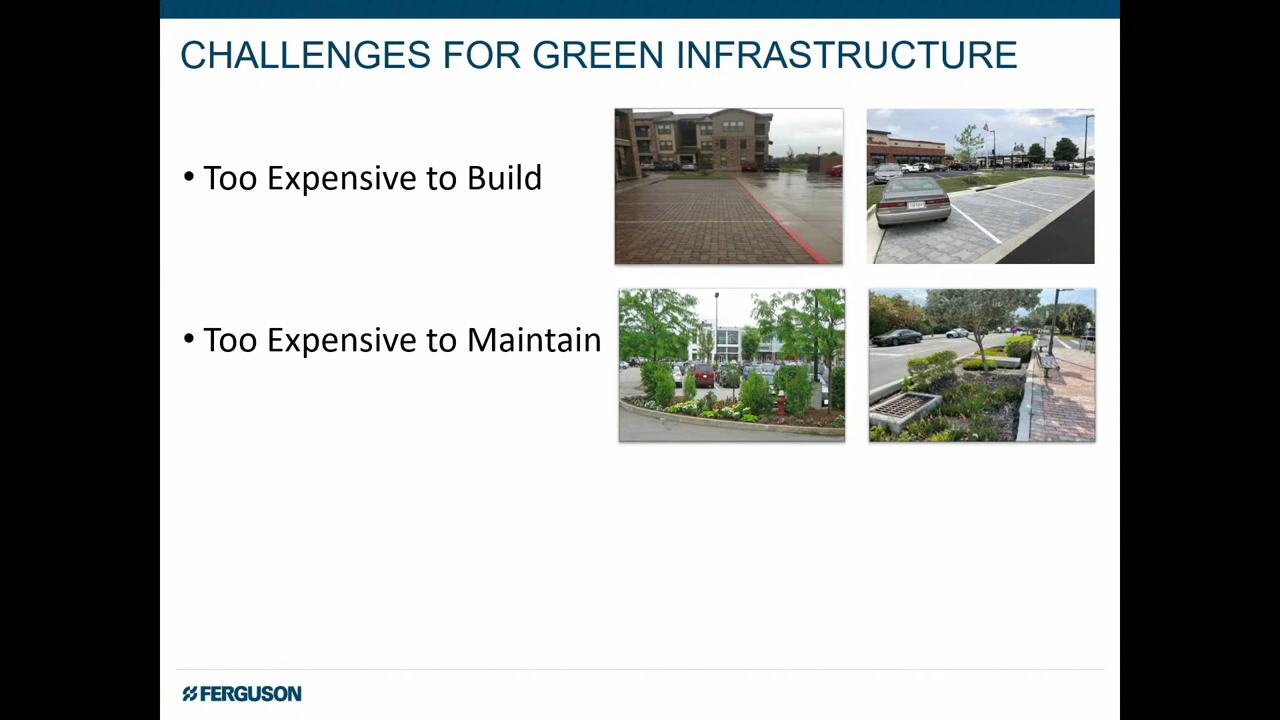 CHALLENGES FOR GREEN INFRASTRUCTURE
• Too Expensive to Build
• Too Expensive to Maintain
FERGUSON